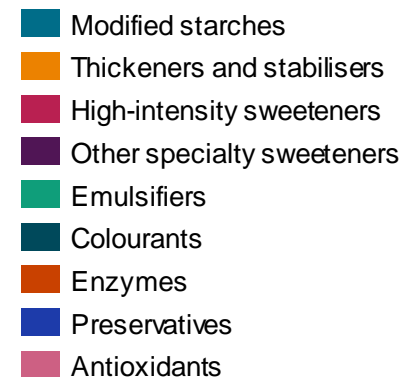 Modified starches
Thickeners and stabilisers
High-intensity sweeteners
Other specialty sweeteners
Emulsifiers
Colourants
Enzymes
Preservatives
Antioxidants